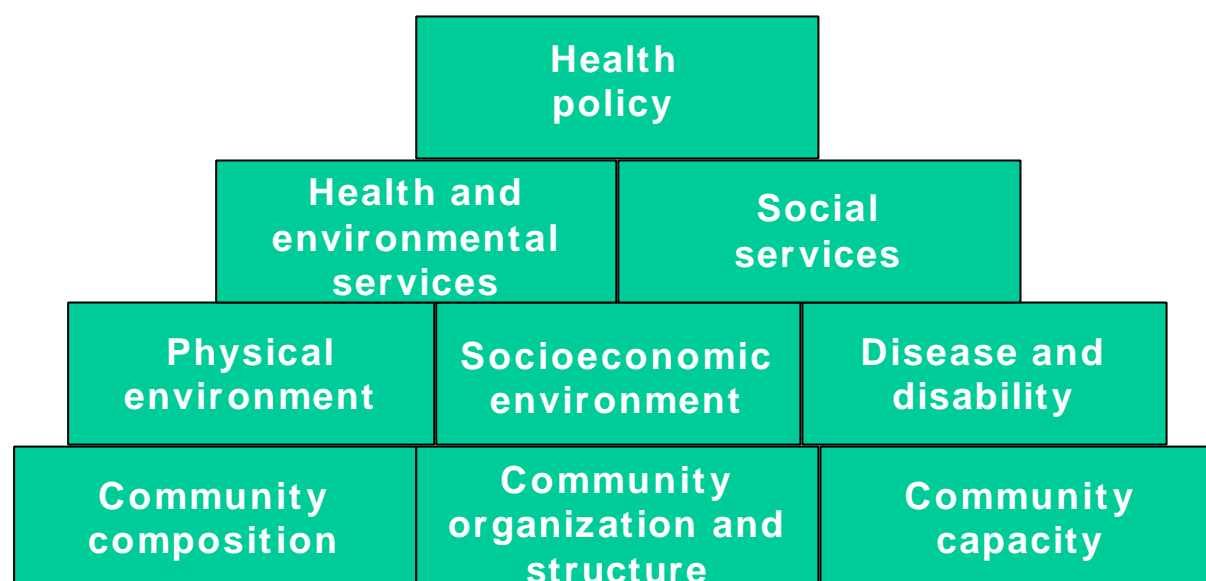 Health
policy
Health and
environmental
services
Social
services
Physical
environment
Socioeconomic
environment
Disease and
disability
Community
composition
Community
organization and
structure
Community
capacity